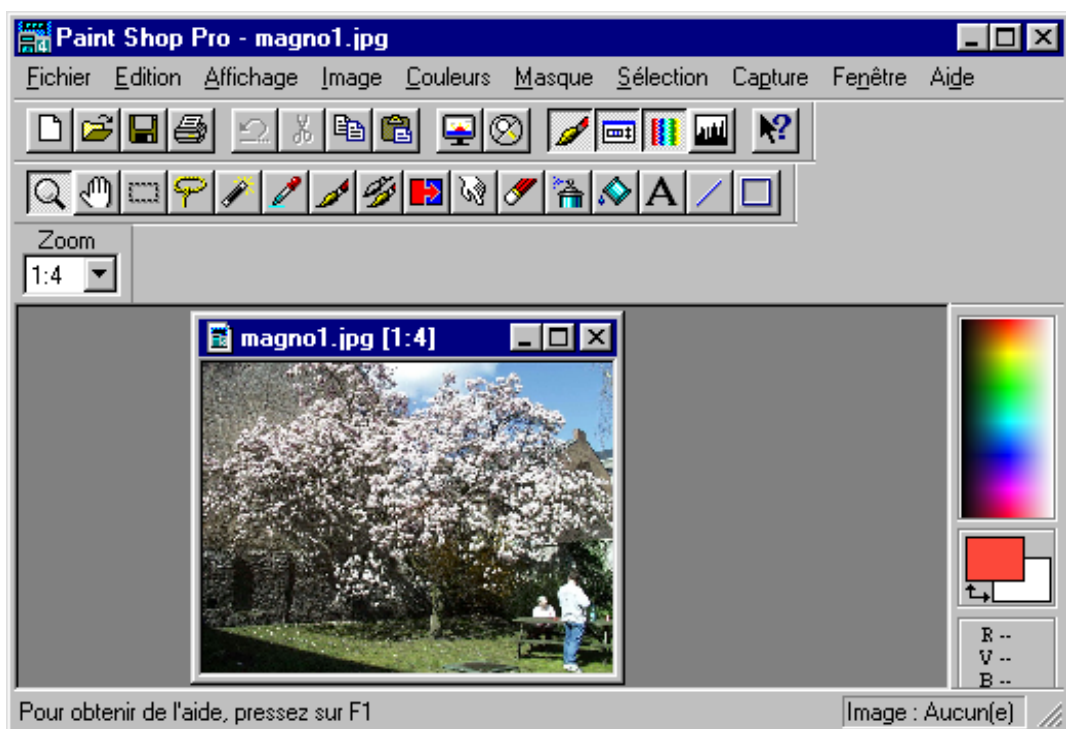 Paint Shop Pro - magno1.jpg
Fichier Edition Affichage Image Couleurs Masque Sélection Capture Fenêtre Aide
A
Zoom
1:4
magno1.jpg [1:4]
R --
V --
B --
Pour obtenir de l'aide, pressez sur F1 Image : Aucun(e)